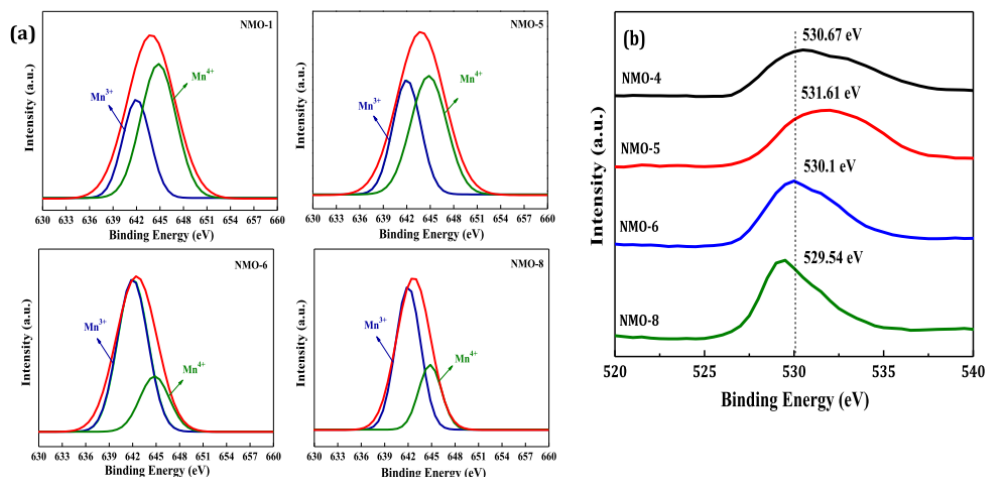 (a)
NMO-1
Mn3+
Mn4+
Intensity (a.u.)
630 633 636 639 642 645 648 651 654 657 660
Binding Energy (eV)
NMO-5
Mn3+
Mn4+
Intensity (a.u.)
630 633 636 639 642 645 648 651 654 657 660
Binding Energy (eV)
NMO-6
Mn3+
Mn4+
Intensity (a.u.)
630 633 636 639 642 645 648 651 654 657 660
Binding Energy (eV)
NMO-8
Mn3+
Mn4+
Intensity (a.u.)
630 633 636 639 642 645 648 651 654 657 660
Binding Energy (eV)
(b)
530.67 eV
NMO-4
531.61 eV
NMO-5
530.1 eV
NMO-6
529.54 eV
NMO-8
Intensity (a.u.)
520 525 530 535 540
Binding Energy (eV)